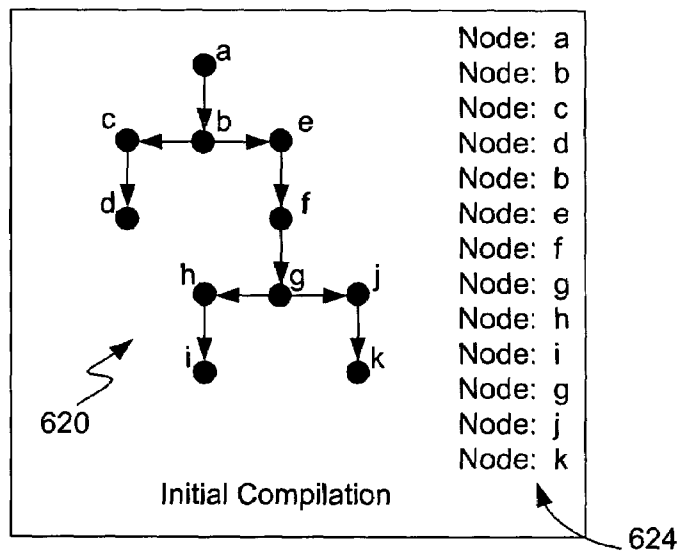 a
c
b
e
d
f
h
g
j
i
k
620
Initial Compilation
Node: a
Node: b
Node: c
Node: d
Node: b
Node: e
Node: f
Node: g
Node: h
Node: i
Node: g
Node: j
Node: k
624